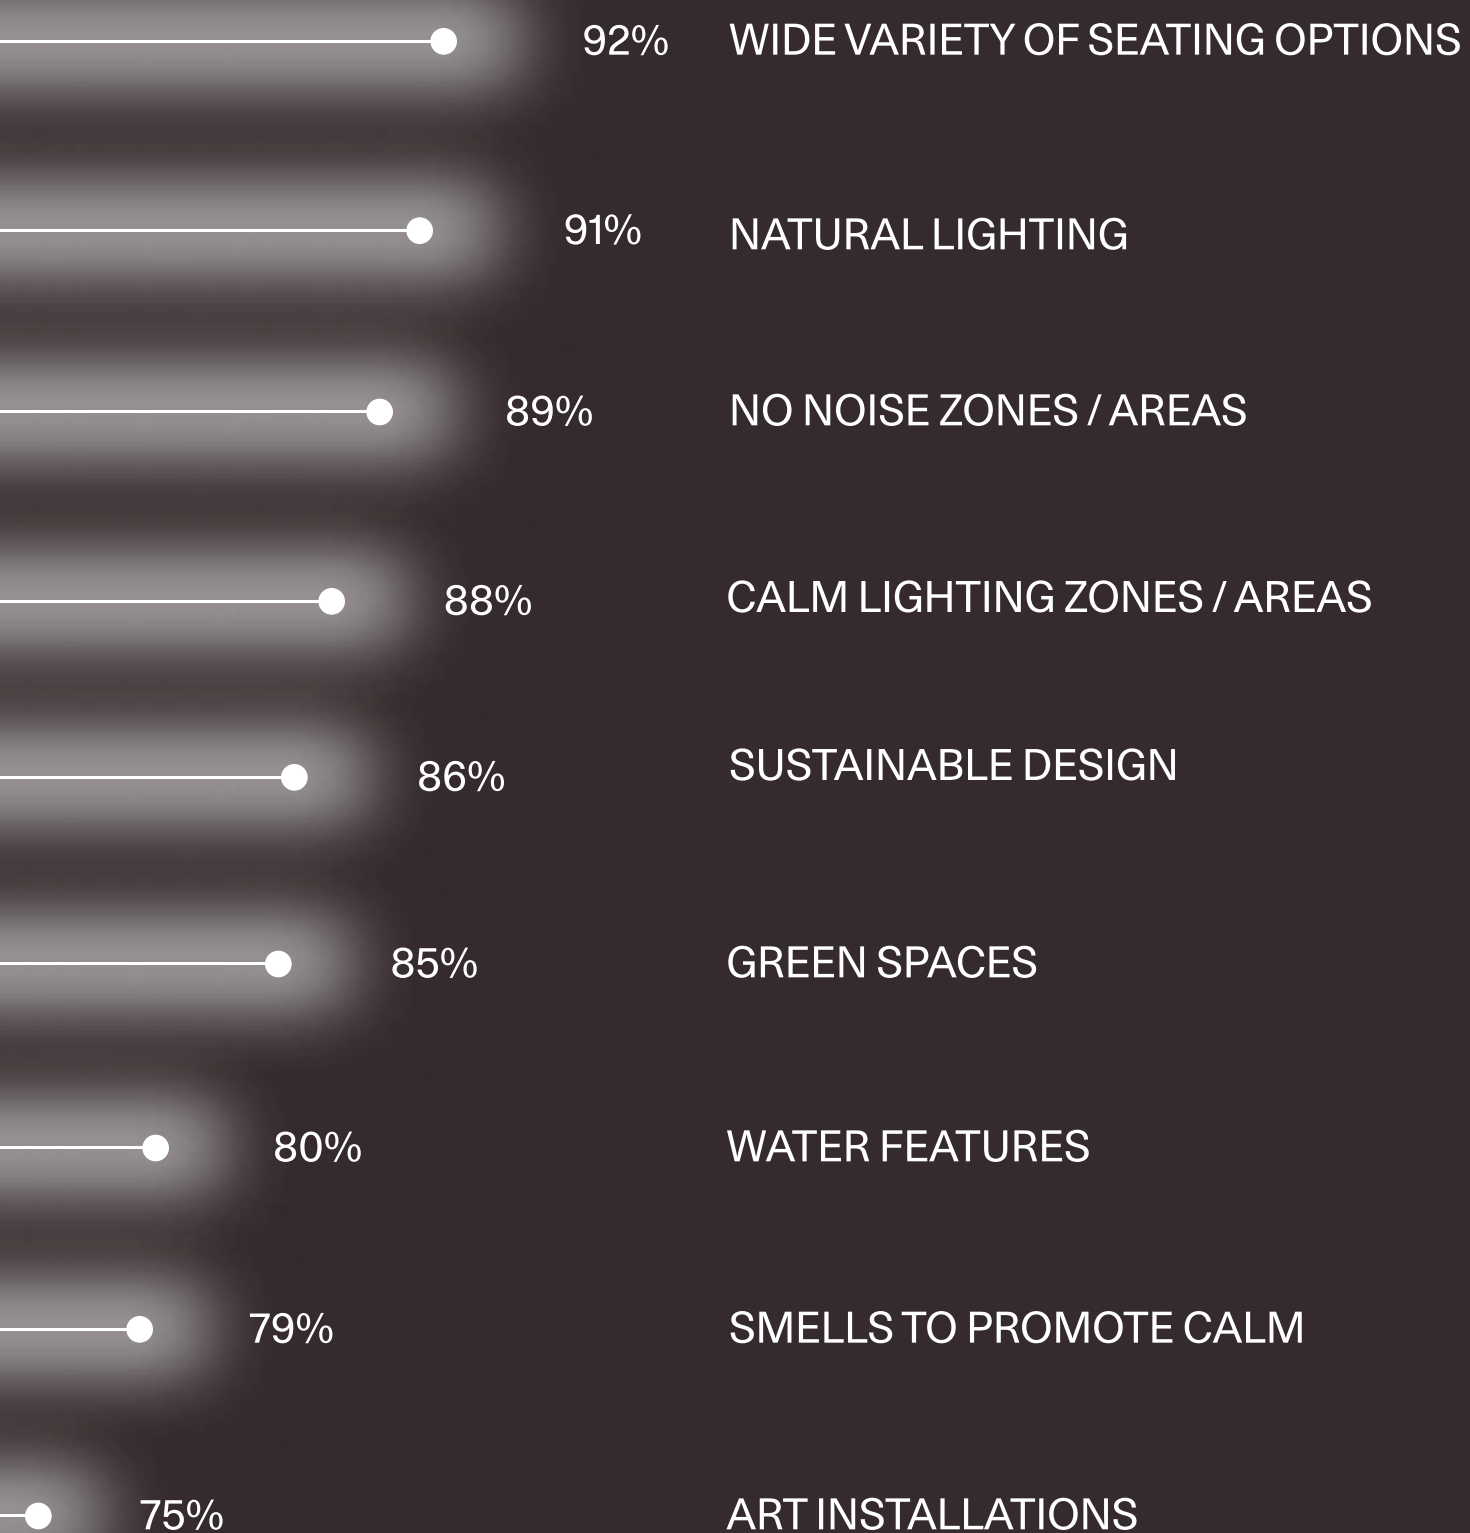 92% WIDE VARIETY OF SEATING OPTIONS
91% NATURAL LIGHTING
89% NO NOISE ZONES / AREAS
88% CALM LIGHTING ZONES / AREAS
86% SUSTAINABLE DESIGN
85% GREEN SPACES
80% WATER FEATURES
79% SMELLS TO PROMOTE CALM
75% ART INSTALLATIONS